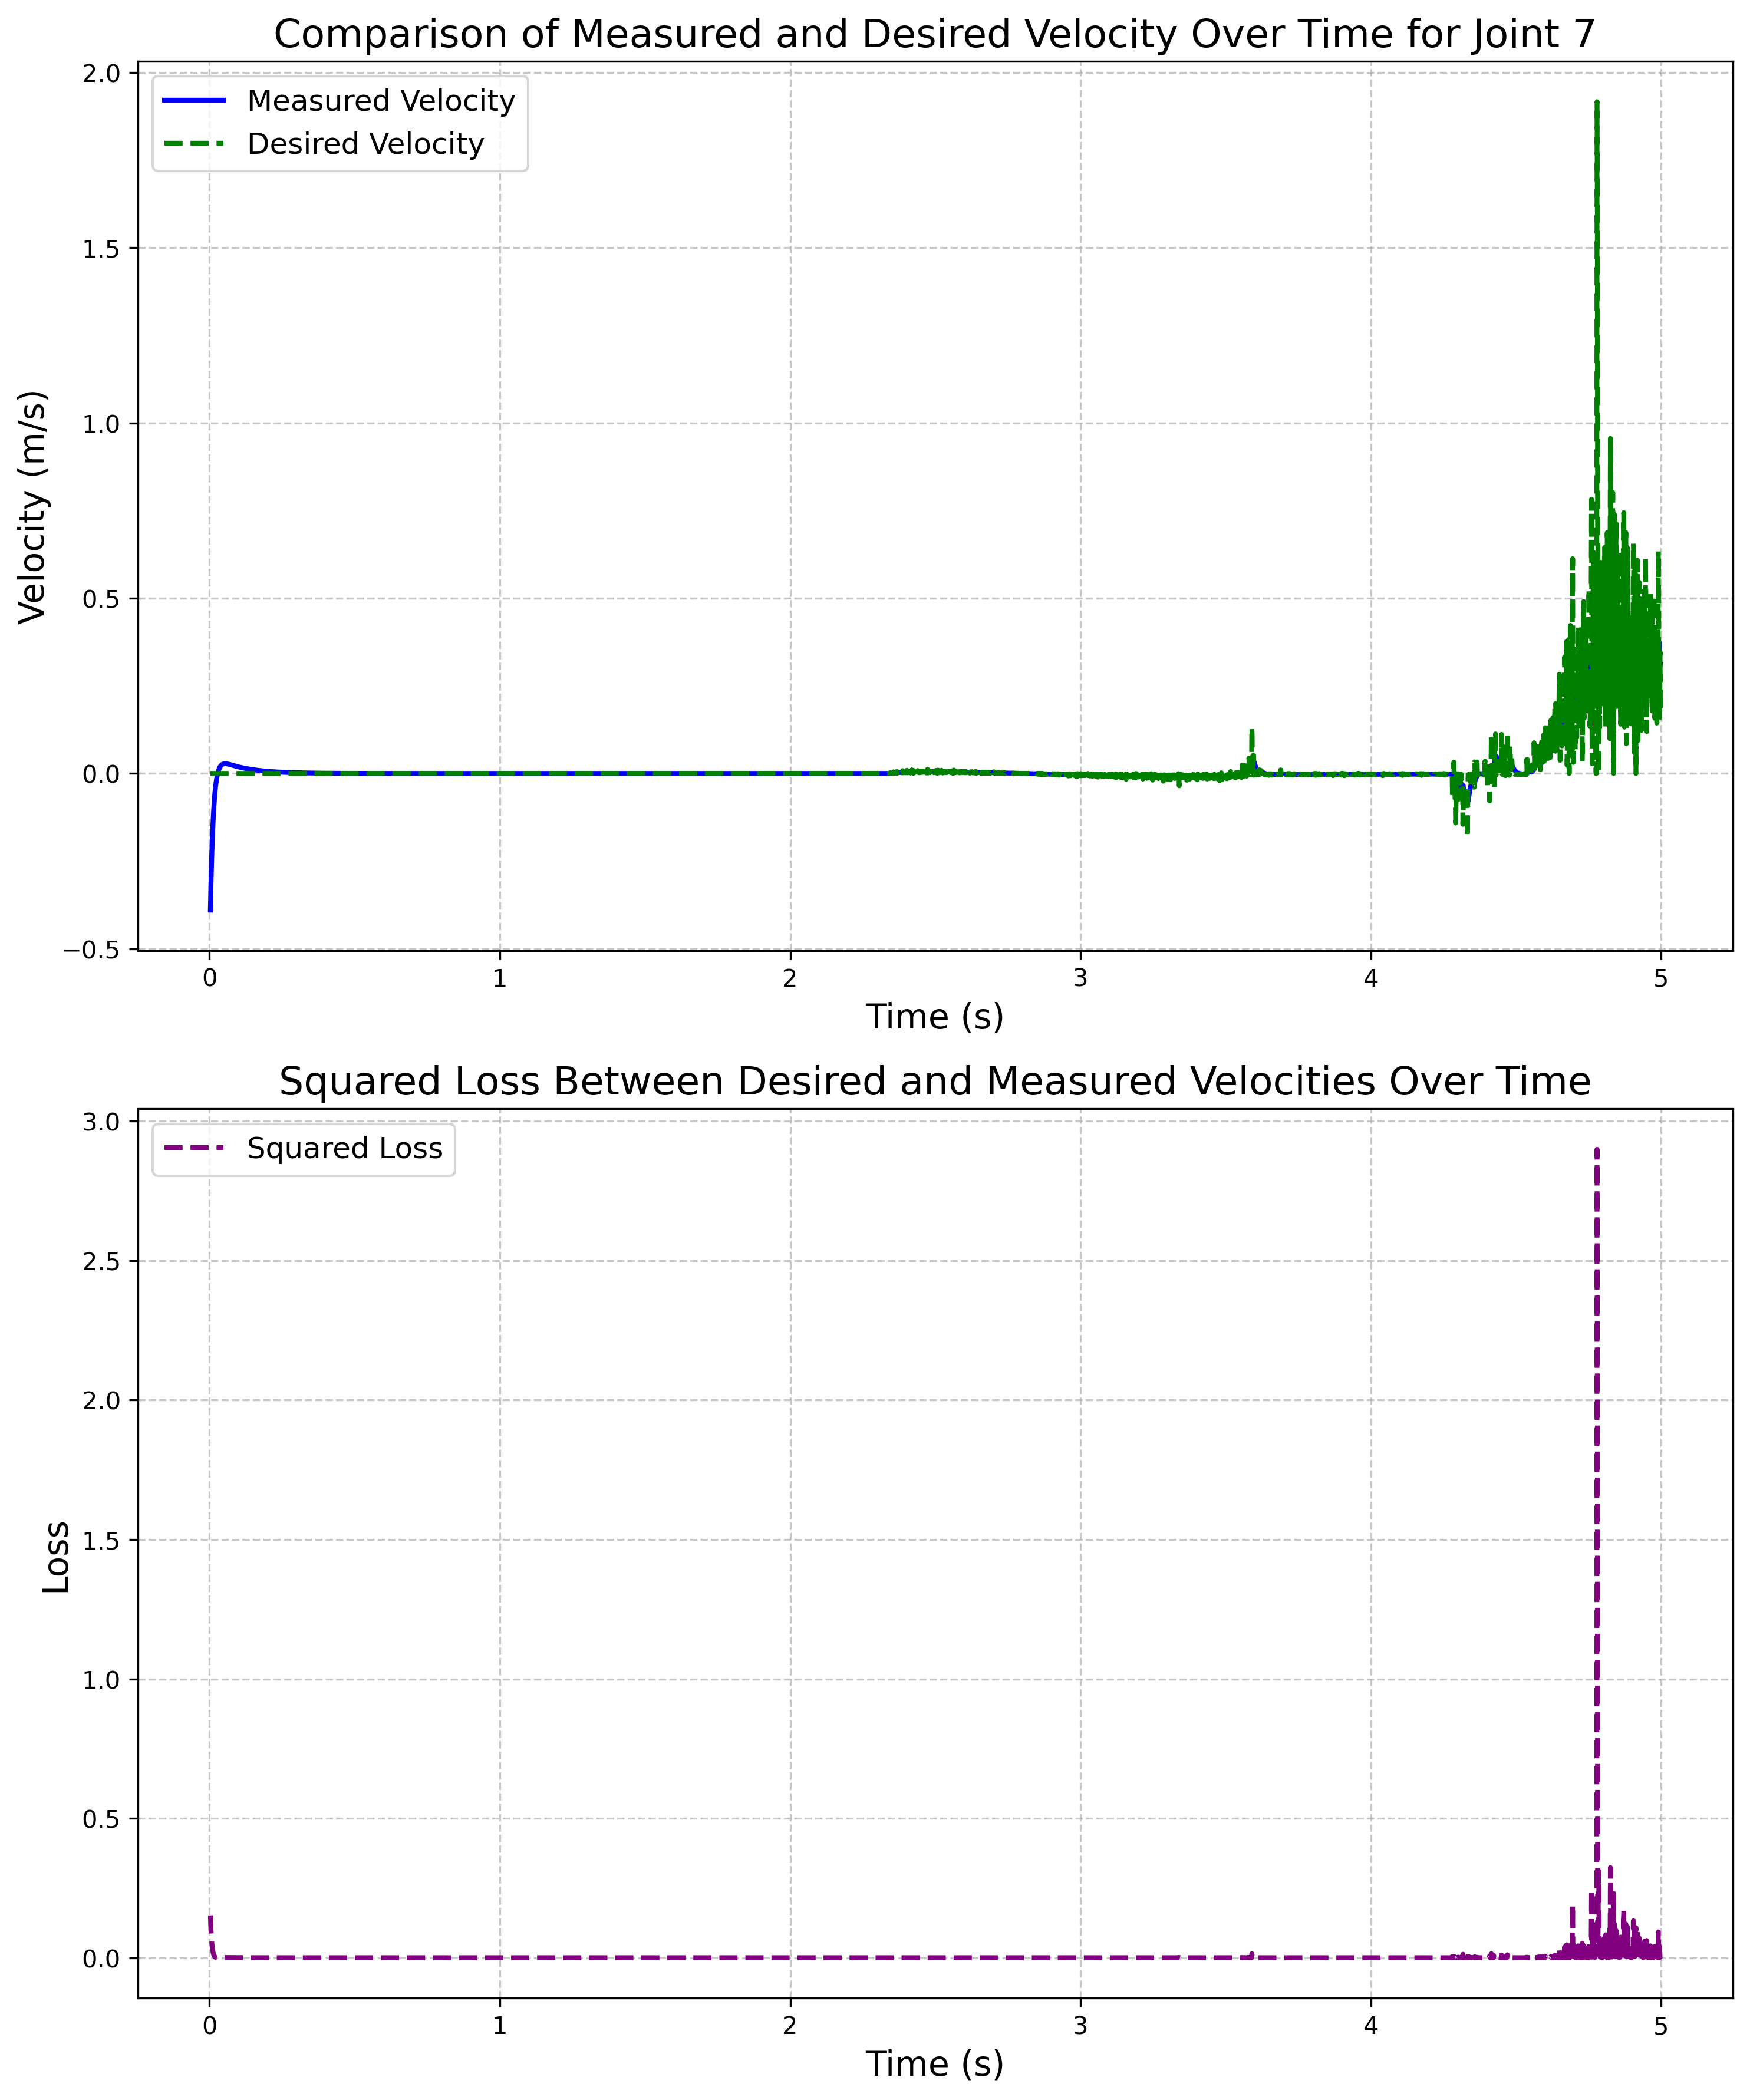 Comparison of Measured and Desired Velocity Over Time for Joint 7
Measured Velocity
Desired Velocity
2.0
1.5
1.0
0.5
0.0
−0.5
Velocity (m/s)
0 1 2 3 4 5
Time (s)
Squared Loss Between Desired and Measured Velocities Over Time
Squared Loss
3.0
2.5
2.0
1.5
1.0
0.5
0.0
Loss
0 1 2 3 4 5
Time (s)